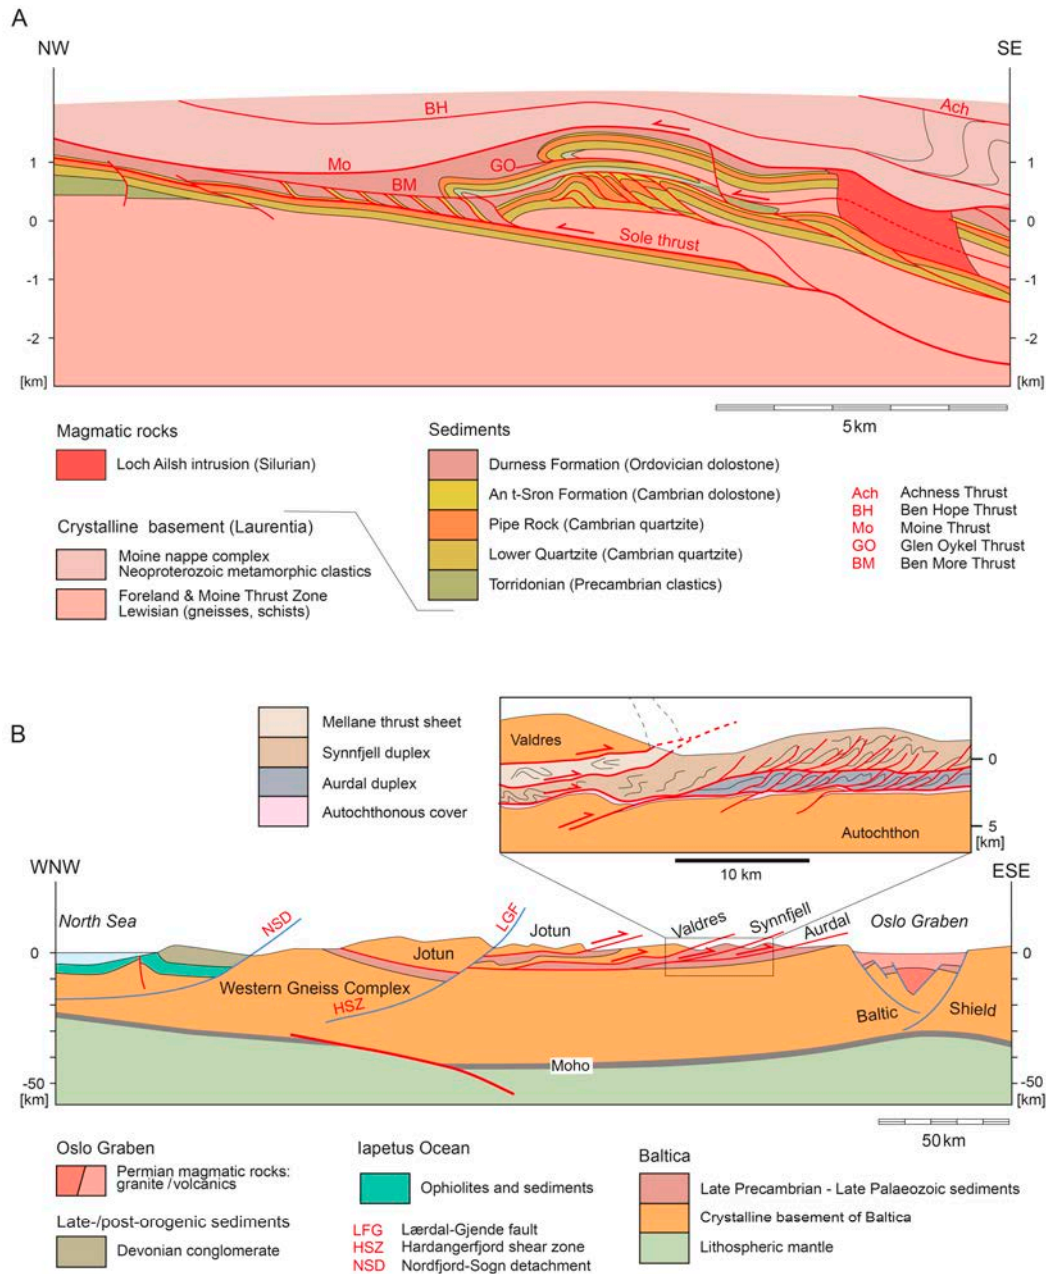 A
NW
SE
BH
Ach
Mo
GO
BM
Sole thrust
1
0
-1
-2
[km]
1
0
-1
-2
[km]
5km
Magmatic rocks
Loch Ailsh intrusion (Silurian)
Crystalline basement (Laurentia)
Moine nappe complex
Neoproterozoic metamorphic clastics
Foreland & Moine Thrust Zone
Lewisian (gneisses, schists)
Sediments
Durness Formation (Ordovician dolostone)
An t-Sron Formation (Cambrian dolostone)
Pipe Rock (Cambrian quartzite)
Lower Quartzite (Cambrian quartzite)
Torridonian (Precambrian clastics)
Ach Achness Thrust
BH Ben Hope Thrust
Mo Moine Thrust
GO Glen Oykel Thrust
BM Ben More Thrust
B
Mellane thrust sheet
Synnfjell duplex
Aurdal duplex
Autochthonous cover
Valdres
Autochthon
0
5
[km]
10 km
WNW
ESE
North Sea
NSD
LGF
Jotun
Valdres
Synnfjell
Aurdal
Oslo Graben
0
Jotun
0
Western Gneiss Complex
HSZ
Baltic
Shield
Moho
-50
[km]
-50
[km]
50km
Oslo Graben
Permian magmatic rocks:
granite/volcanics
Late-/post-orogenic sediments
Devonian conglomerate
Iapetus Ocean
Ophiolites and sediments
LFG Lærdal-Gjende fault
HSZ Hardangerfjord shear zone
NSD Nordfjord-Sogn detachment
Baltica
Late Precambrian - Late Palaeozoic sediments
Crystalline basement of Baltica
Lithospheric mantle